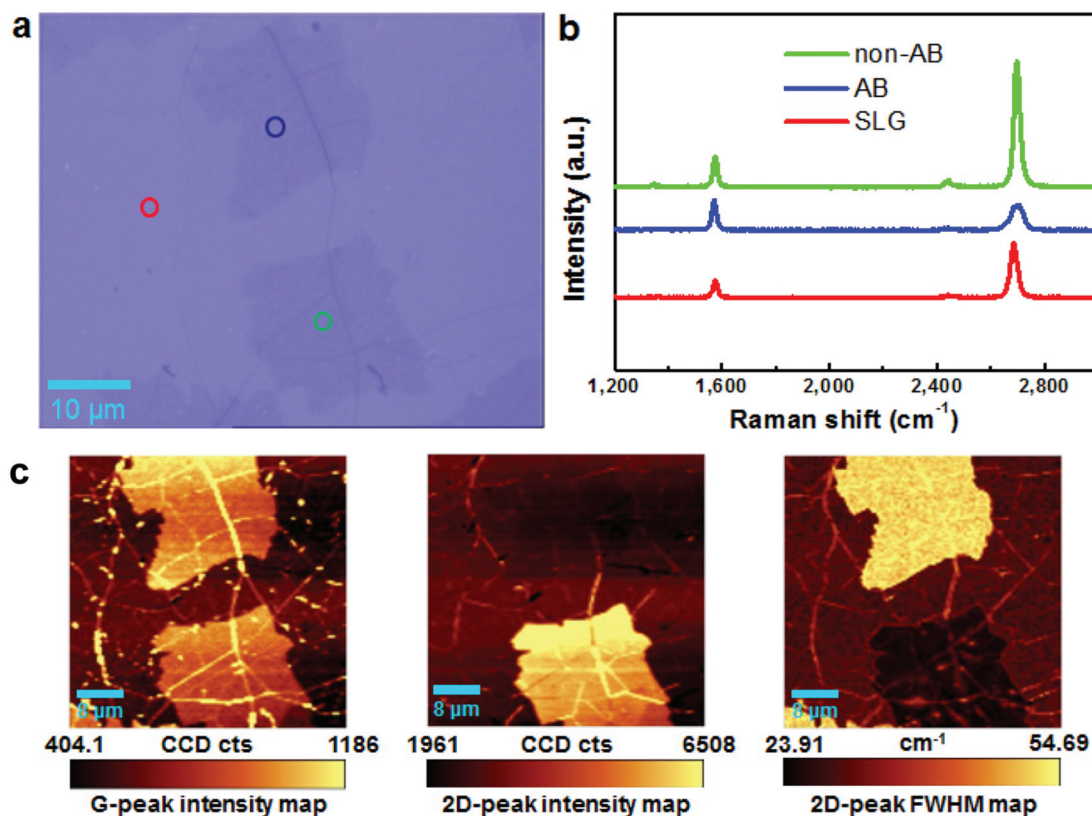 a
10 μm
b
non-AB
AB
SLG
Intensity (a.u.)
1,200 1,600 2,000 2,400 2,800
Raman shift (cm⁻¹)
c
8 μm
404.1 CCD cts 1186
G-peak intensity map
8 μm
1961 CCD cts 6508
2D-peak intensity map
8 μm
23.91 cm⁻¹ 54.69
2D-peak FWHM map